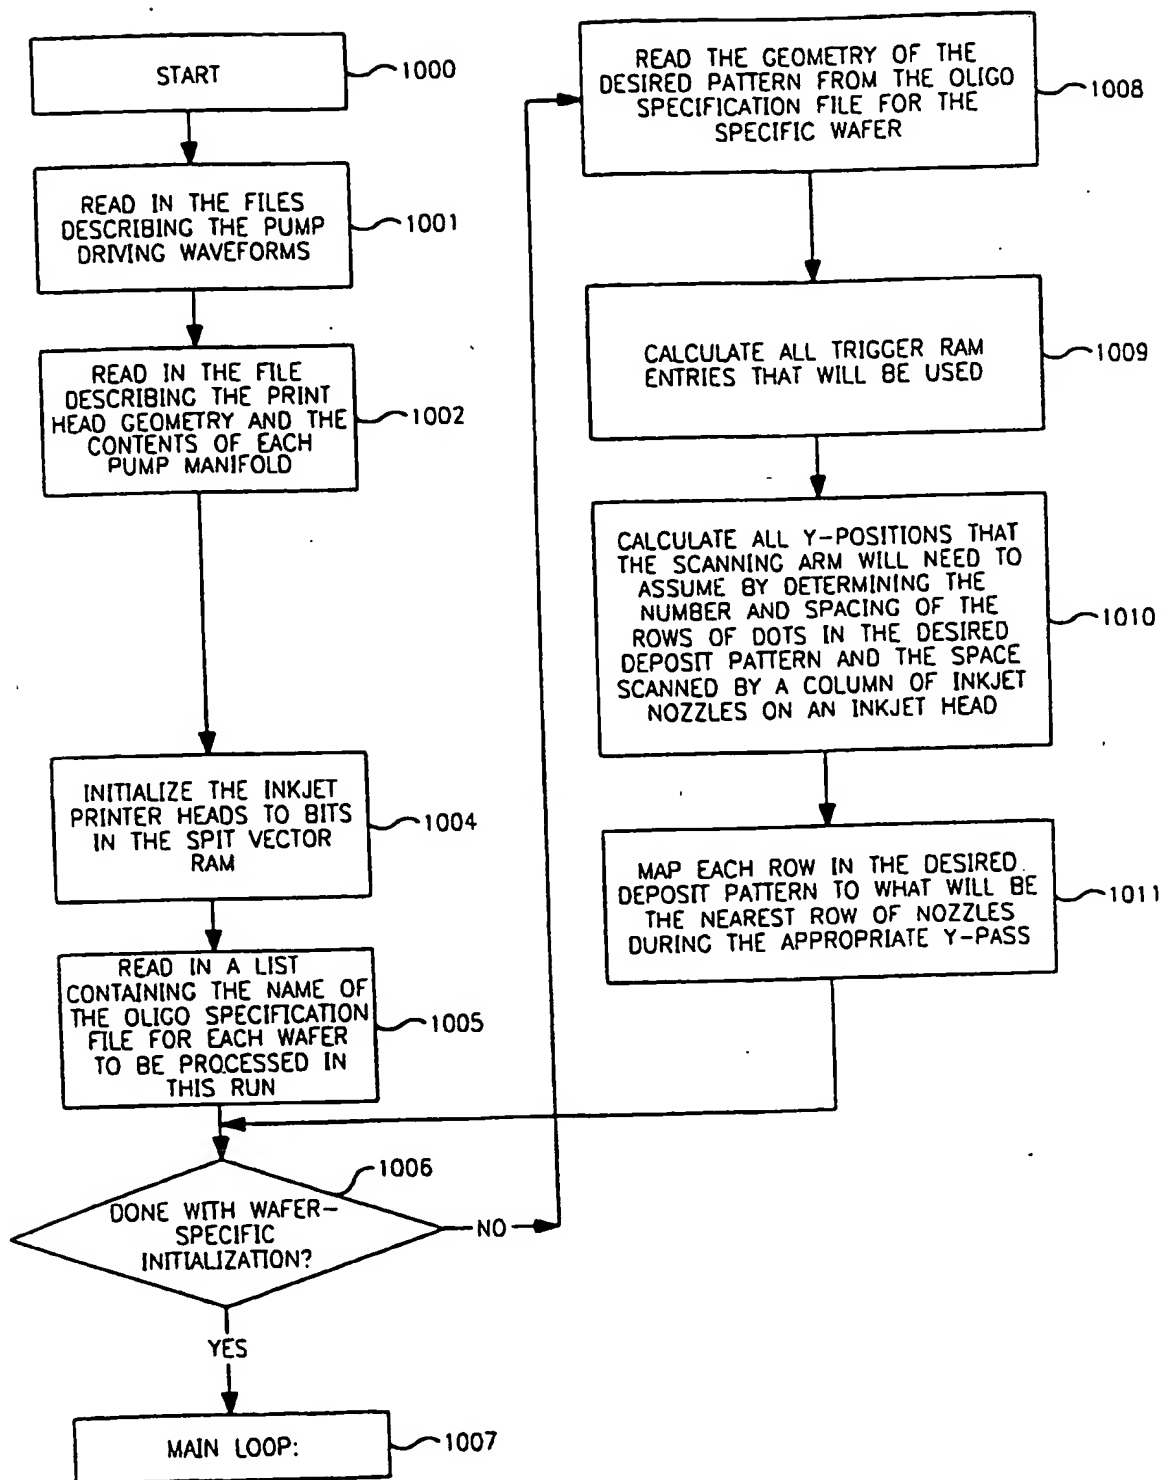 START
1000
READ IN THE FILES
DESCRIBING THE PUMP
DRIVING WAVEFORMS
1001
READ IN THE FILE
DESCRIBING THE PRINT
HEAD GEOMETRY AND THE
CONTENTS OF EACH
PUMP MANIFOLD
1002
INITIALIZE THE INKJET
PRINTER HEADS TO BITS
IN THE SPIT VECTOR
RAM
1004
READ IN A LIST
CONTAINING THE NAME OF
THE OLIGO SPECIFICATION
FILE FOR EACH WAFER
TO BE PROCESSED IN
THIS RUN
1005
1006
DONE WITH WAFER-
SPECIFIC
INITIALIZATION?
NO
YES
MAIN LOOP:
1007
READ THE GEOMETRY OF THE
DESIRED PATTERN FROM THE OLIGO
SPECIFICATION FILE FOR THE
SPECIFIC WAFER
1008
CALCULATE ALL TRIGGER RAM
ENTRIES THAT WILL BE USED
1009
CALCULATE ALL Y-POSITIONS THAT
THE SCANNING ARM WILL NEED TO
ASSUME BY DETERMINING THE
NUMBER AND SPACING OF THE
ROWS OF DOTS IN THE DESIRED
DEPOSIT PATTERN AND THE SPACE
SCANNED BY A COLUMN OF INKJET
NOZZLES ON AN INKJET HEAD
1010
MAP EACH ROW IN THE DESIRED
DEPOSIT PATTERN TO WHAT WILL BE
THE NEAREST ROW OF NOZZLES
DURING THE APPROPRIATE Y-PASS
1011